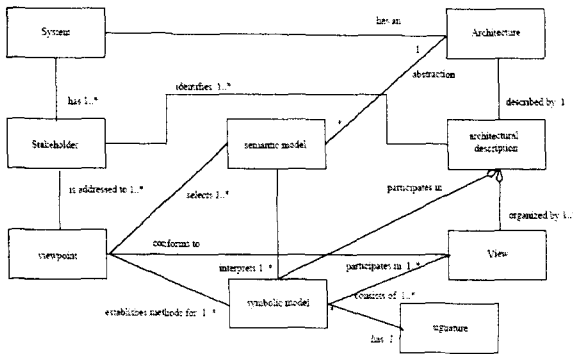 System
has an
Architecture
1
abstraction
identifies 1..*
has 1..*
described by 1
*
Stakeholder
semantic model
architectural
description
is addressed to 1..*
selects 1..*
participates in
organized by 1..
viewpoint
conforms to
View
interprets 1..*
participates in 1..*
consists of 1..*
establishes methods for 1..*
symbolic model
*
signature
has 1